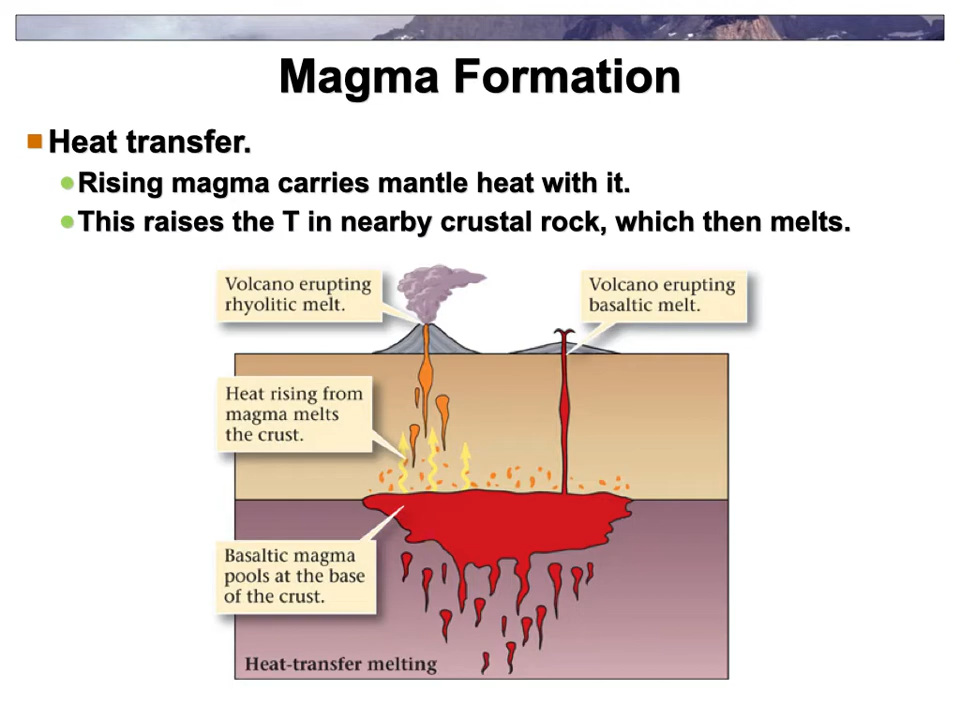 Magma Formation
Heat transfer.
Rising magma carries mantle heat with it.
This raises the T in nearby crustal rock, which then melts.
Volcano erupting
rhyolitic melt.
Volcano erupting
basaltic melt.
Heat rising from
magma melts
the crust.
Basaltic magma
pools at the base
of the crust.
Heat-transfer melting